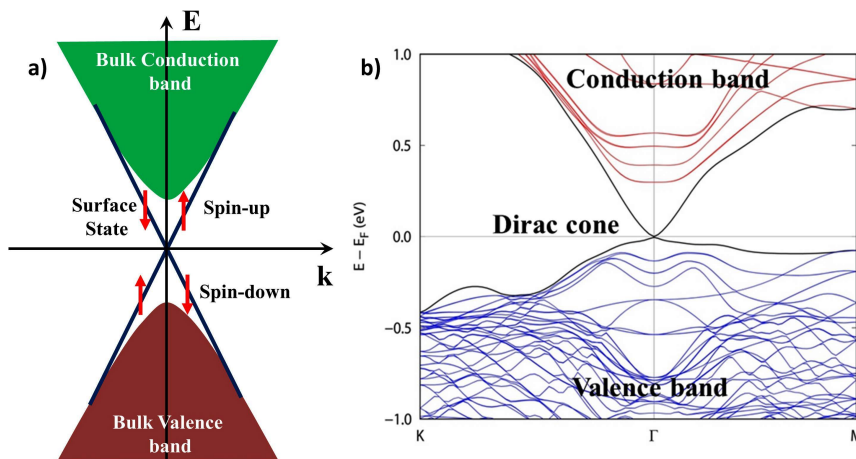 a)
E
Bulk Conduction
band
Surface
State
Spin-up
k
Spin-down
Bulk Valence
band
b)
1.0
0.5
0.0
−0.5
−1.0
E − E_F (eV)
Conduction band
Dirac cone
Valence band
K
Γ
M